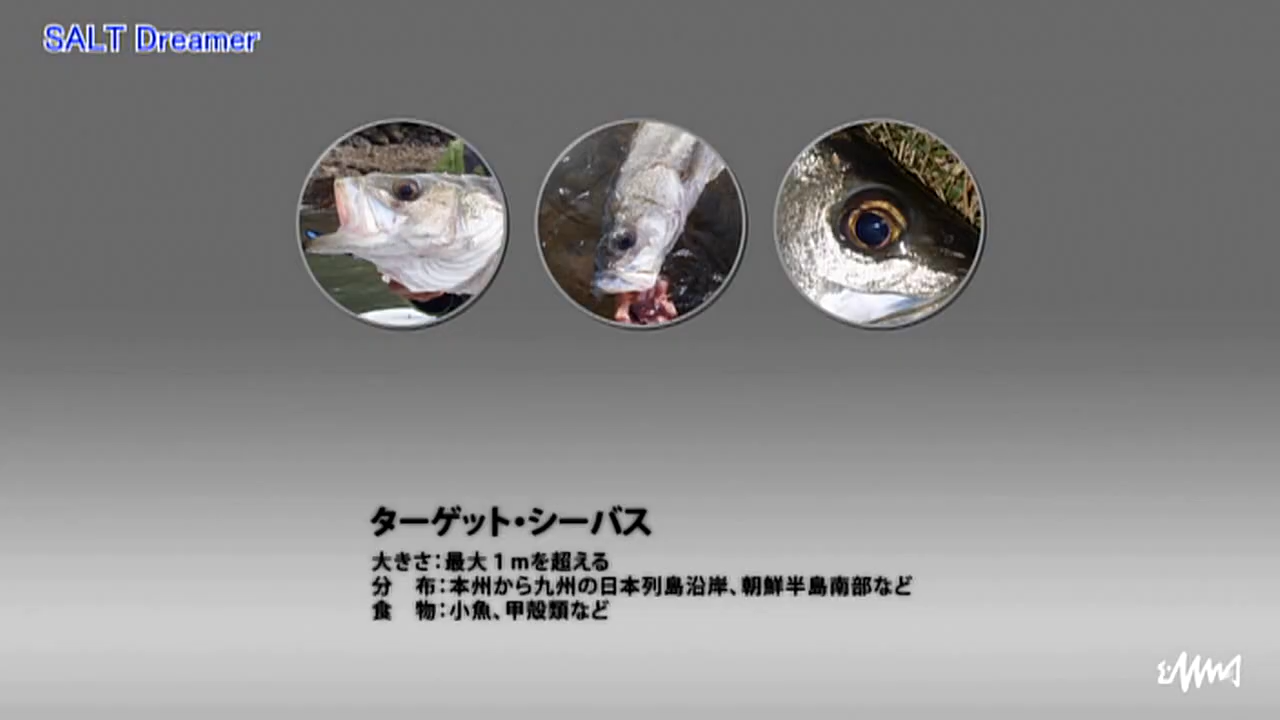 SALT Dreamer
ターゲット・シーバス
大きさ：最大１ｍを超える
分　布：本州から九州の日本列島沿岸、朝鮮半島南部など
食　物：小魚、甲殻類など